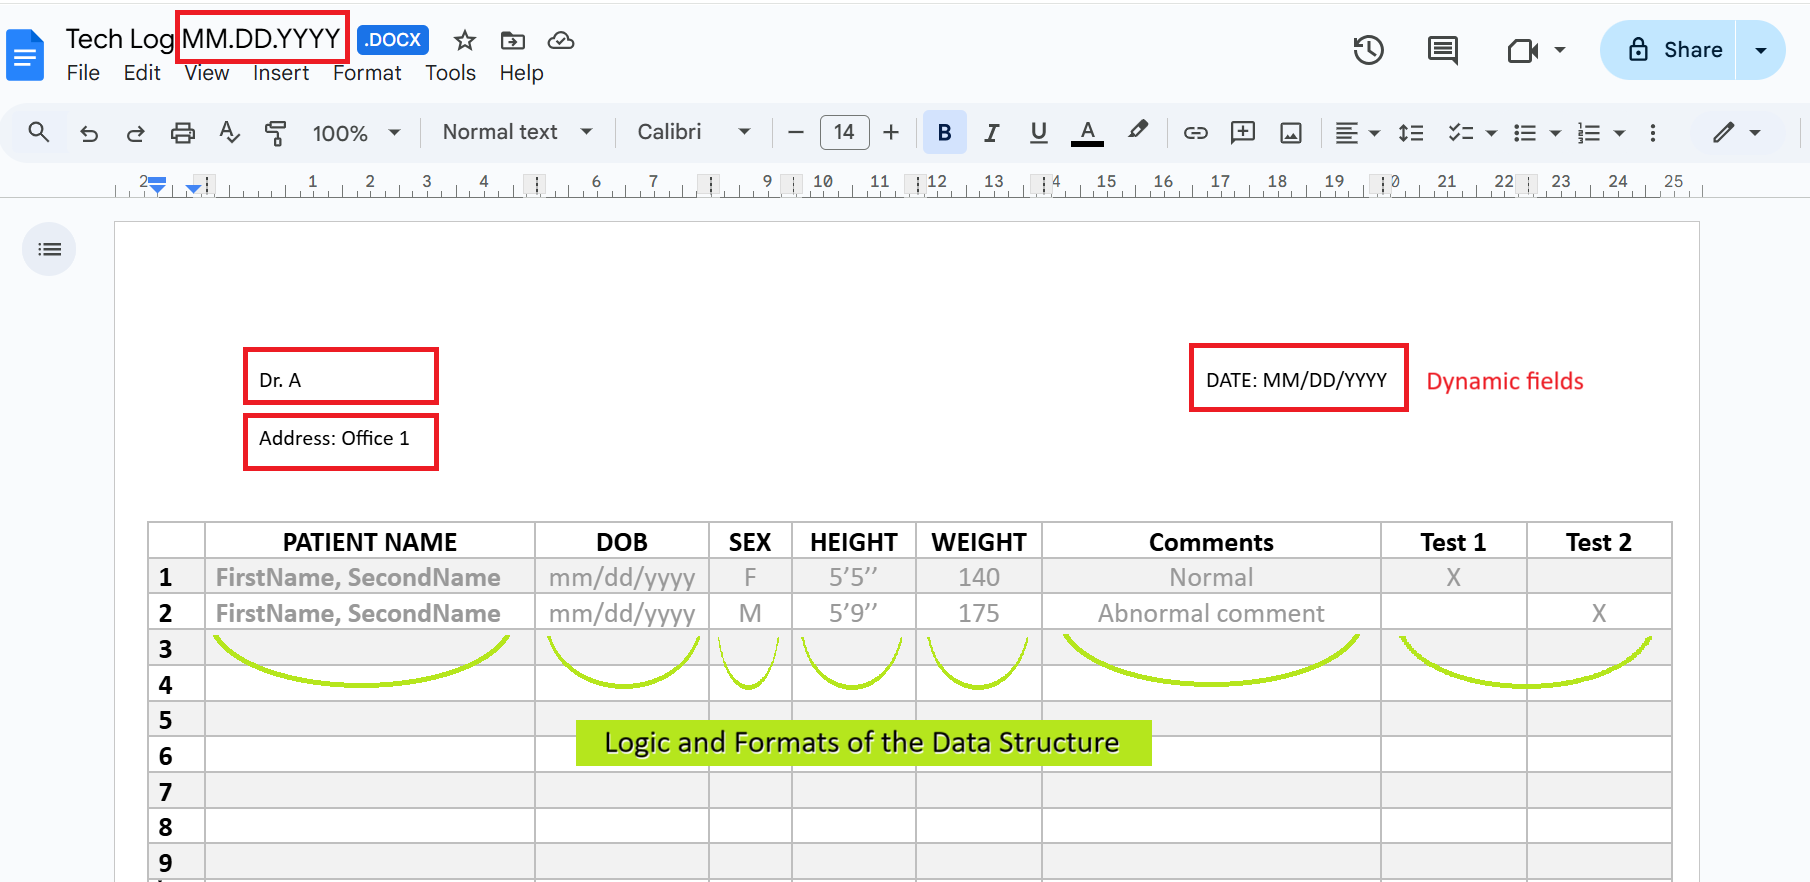 Tech Log MM.DD.YYYY .DOCX
File Edit View Insert Format Tools Help
Share
100% Normal text Calibri 14 B I U A
2 1 2 3 4 6 7 9 10 11 12 13 4 15 16 17 18 19 0 21 22 23 24 25
Dr. A
DATE: MM/DD/YYYY Dynamic fields
Address: Office 1
PATIENT NAME DOB SEX HEIGHT WEIGHT Comments Test 1 Test 2
1 FirstName, SecondName mm/dd/yyyy F 5’5’’ 140 Normal X
2 FirstName, SecondName mm/dd/yyyy M 5’9’’ 175 Abnormal comment X
3
4
5
Logic and Formats of the Data Structure
6
7
8
9